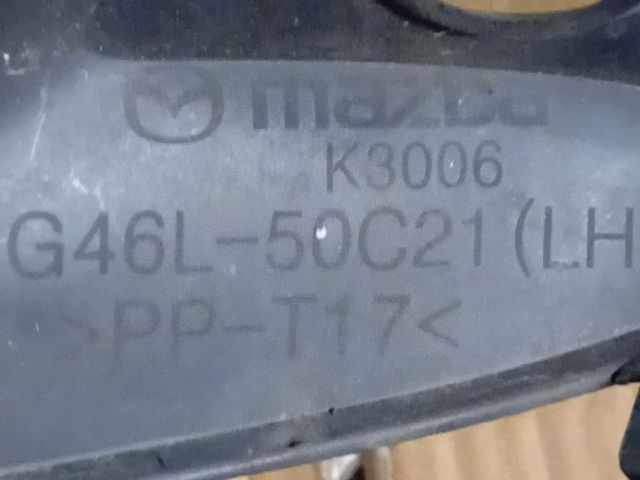 mazda
K3006
G46L-50C21(LH
>PP-T17<